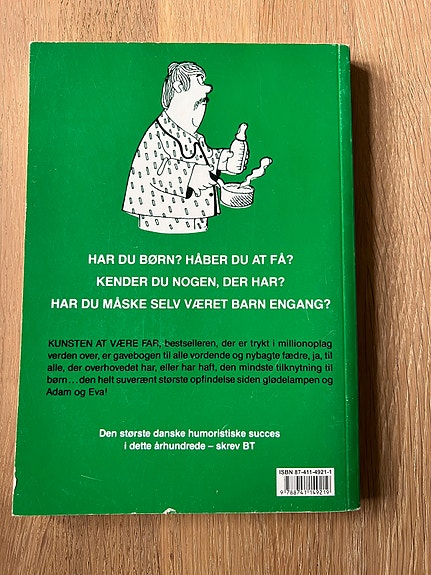 HAR DU BØRN? HÅBER DU AT FÅ?
KENDER DU NOGEN, DER HAR?
HAR DU MÅSKE SELV VÆRET BARN ENGANG?
KUNSTEN AT VÆRE FAR, bestselleren, der er trykt i millionoplag
verden over, er gavebogen til alle vordende og nybagte fædre, ja, til
alle, der overhovedet har, eller har haft, den mindste tilknytning til
børn... den helt suverænt største opfindelse siden glødelampen og
Adam og Eva!
Den største danske humoristiske succes
i dette århundrede – skrev BT
ISBN 87-411-4921-1
9 788741 149219